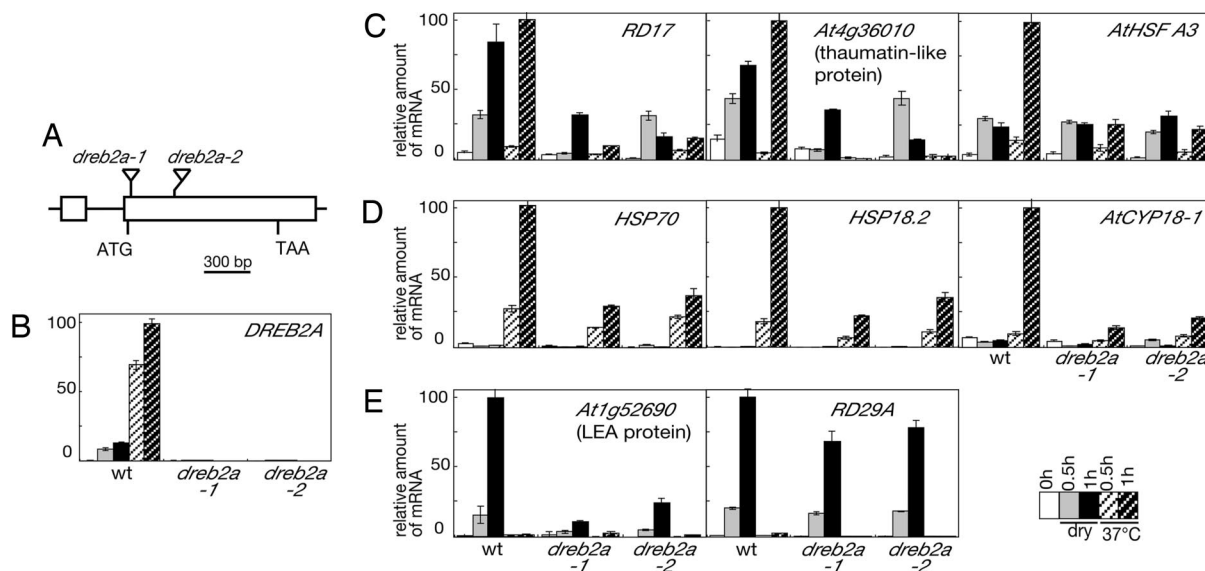 A
dreb2a-1 dreb2a-2
ATG TAA
300 bp
B
DREB2A
100
50
0
wt dreb2a
-1 dreb2a
-2
C
relative amount
of mRNA
100
50
0
RD17
At4g36010
(thaumatin-like
protein)
AtHSF A3
D
relative amount
of mRNA
100
50
0
HSP70
HSP18.2
AtCYP18-1
wt dreb2a
-1 dreb2a
-2
E
relative amount
of mRNA
100
50
0
At1g52690
(LEA protein)
RD29A
wt dreb2a
-1 dreb2a
-2
wt dreb2a
-1 dreb2a
-2
0h 0.5h 1h 0.5h 1h
dry 37°C